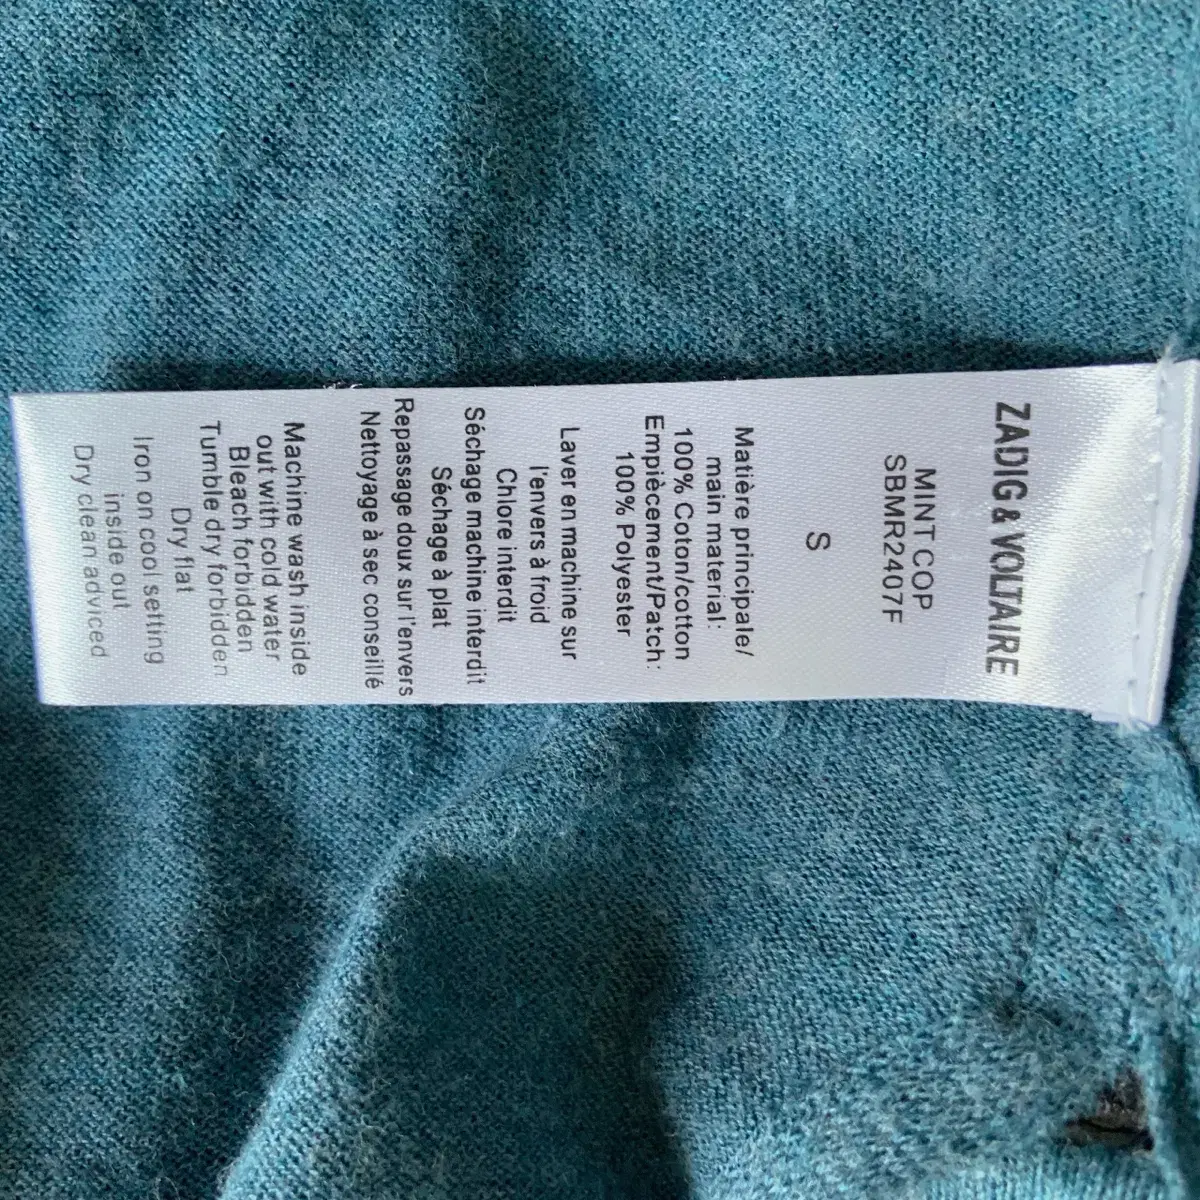 ZADIG & VOLTAIRE
MINT COP
SBMR2407F
S
Matière principale/
main material:
100% Coton/cotton
Empiècement/Patch:
100% Polyester
Laver en machine sur
l'envers à froid
Chlore interdit
Séchage machine interdit
Séchage à plat
Repassage doux sur l'envers
Nettoyage à sec conseillé
Machine wash inside
out with cold water
Bleach forbidden
Tumble dry forbidden
Dry flat
Iron on cool setting
inside out
Dry clean adviced